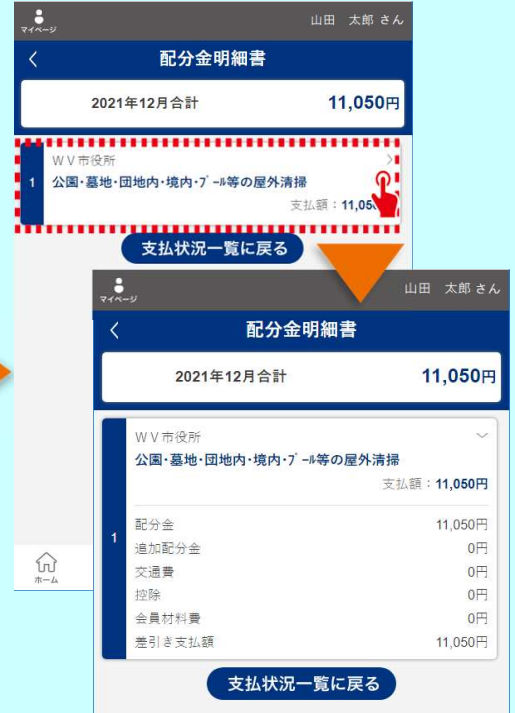 マイページ
山田 太郎 さん
配分金明細書
2021年12月合計 11,050円
WV市役所
1 公園・墓地・団地内・境内・プール等の屋外清掃
支払額：11,05
支払状況一覧に戻る
ホーム
マイページ
山田 太郎 さん
配分金明細書
2021年12月合計 11,050円
WV市役所
公園・墓地・団地内・境内・プール等の屋外清掃
支払額：11,050円
1
配分金 11,050円
追加配分金 0円
交通費 0円
控除 0円
会員材料費 0円
差引き支払額 11,050円
支払状況一覧に戻る